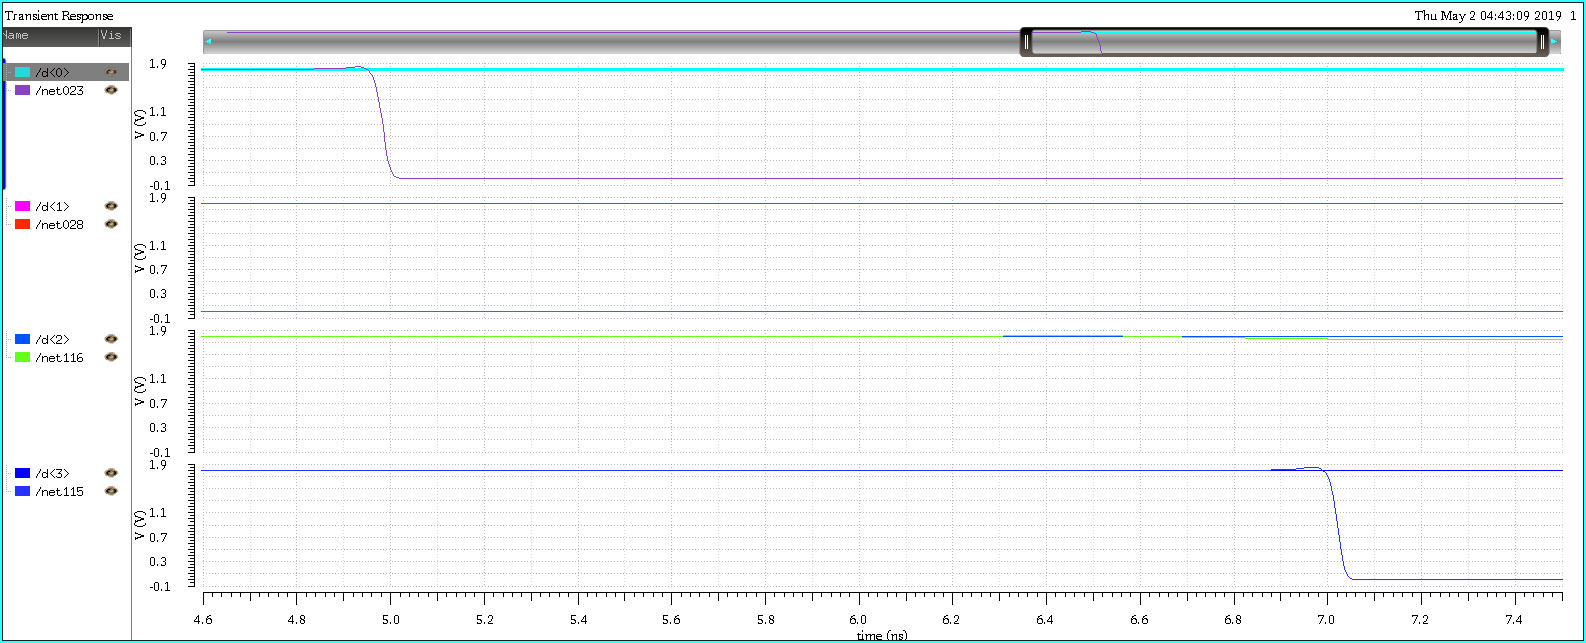 Transient Response
Thu May 2 04:43:09 2019 1
Name Vis
/d<0>
/net023
1.9
1.1
0.7
0.3
-0.1
V (V)
/d<1>
/net028
1.9
1.1
0.7
0.3
-0.1
V (V)
/d<2>
/net116
1.9
1.1
0.7
0.3
-0.1
V (V)
/d<3>
/net115
1.9
1.1
0.7
0.3
-0.1
V (V)
4.6 4.8 5.0 5.2 5.4 5.6 5.8 6.0 6.2 6.4 6.6 6.8 7.0 7.2 7.4
time (ns)